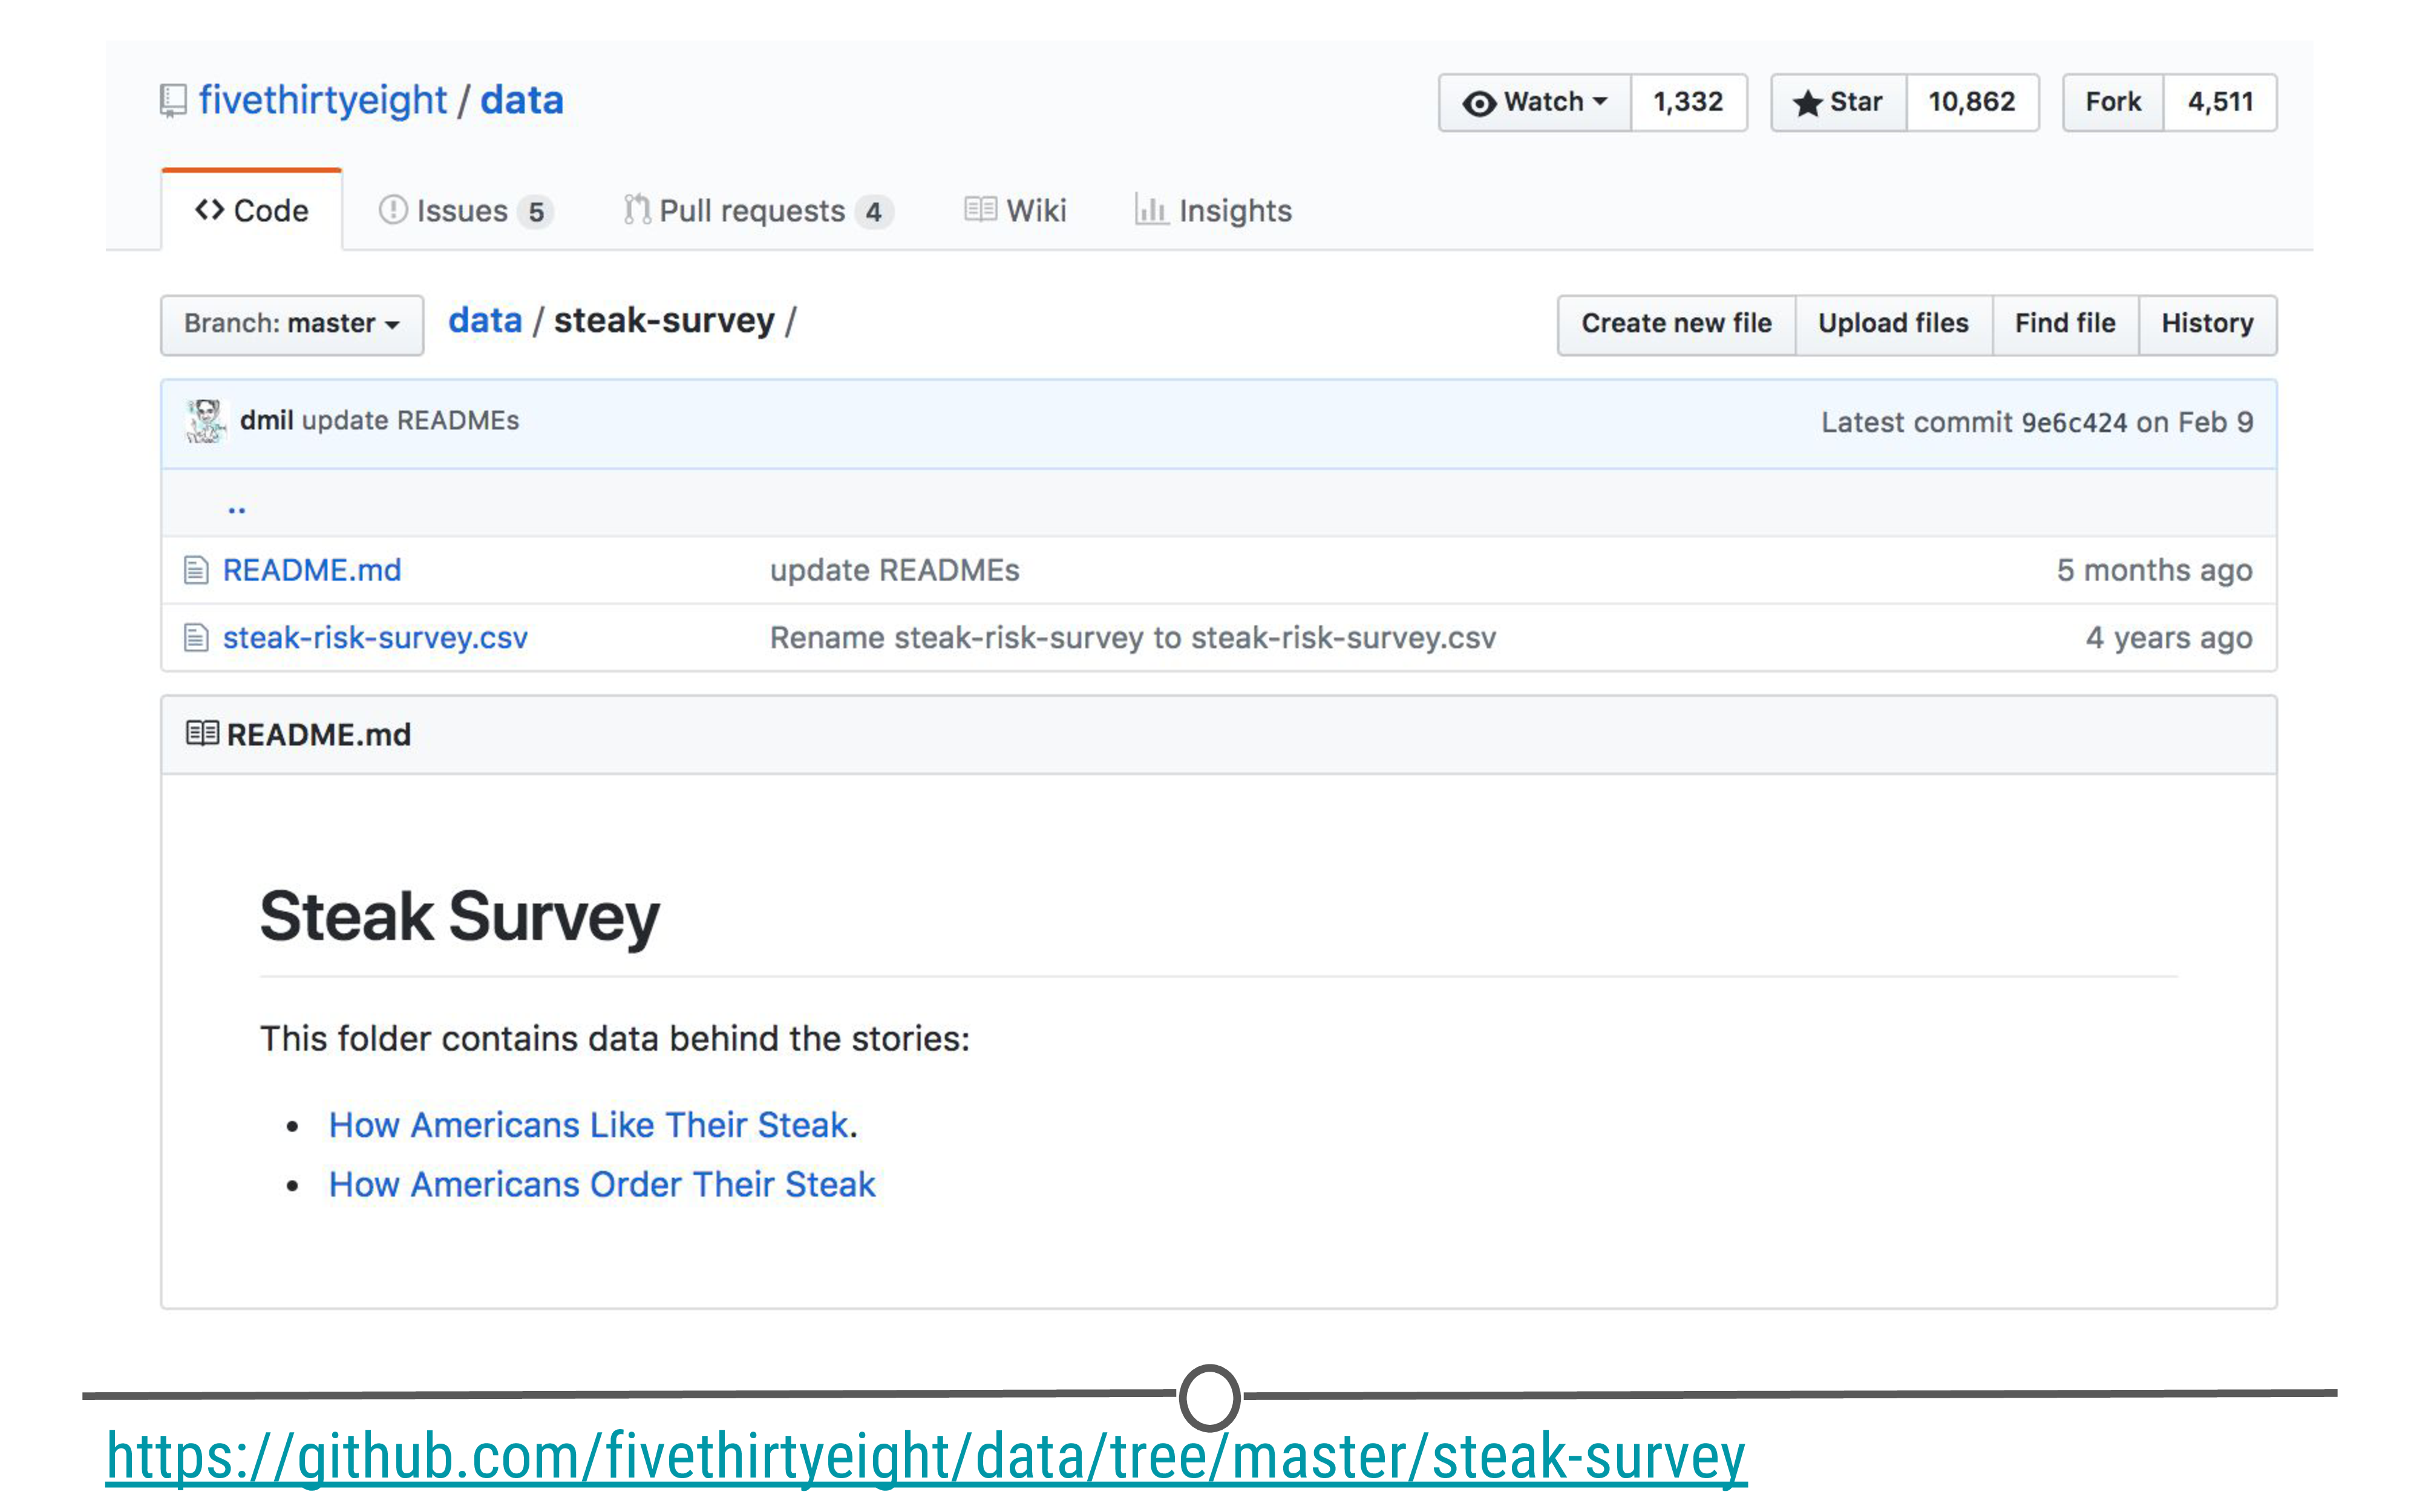 fivethirtyeight / data Watch 1,332 Star 10,862 Fork 4,511
Code Issues 5 Pull requests 4 Wiki Insights
Branch: master data / steak-survey / Create new file Upload files Find file History
dmil update READMEs Latest commit 9e6c424 on Feb 9
..
README.md update READMEs 5 months ago
steak-risk-survey.csv Rename steak-risk-survey to steak-risk-survey.csv 4 years ago
README.md
Steak Survey
This folder contains data behind the stories:
• How Americans Like Their Steak.
• How Americans Order Their Steak
https://github.com/fivethirtyeight/data/tree/master/steak-survey